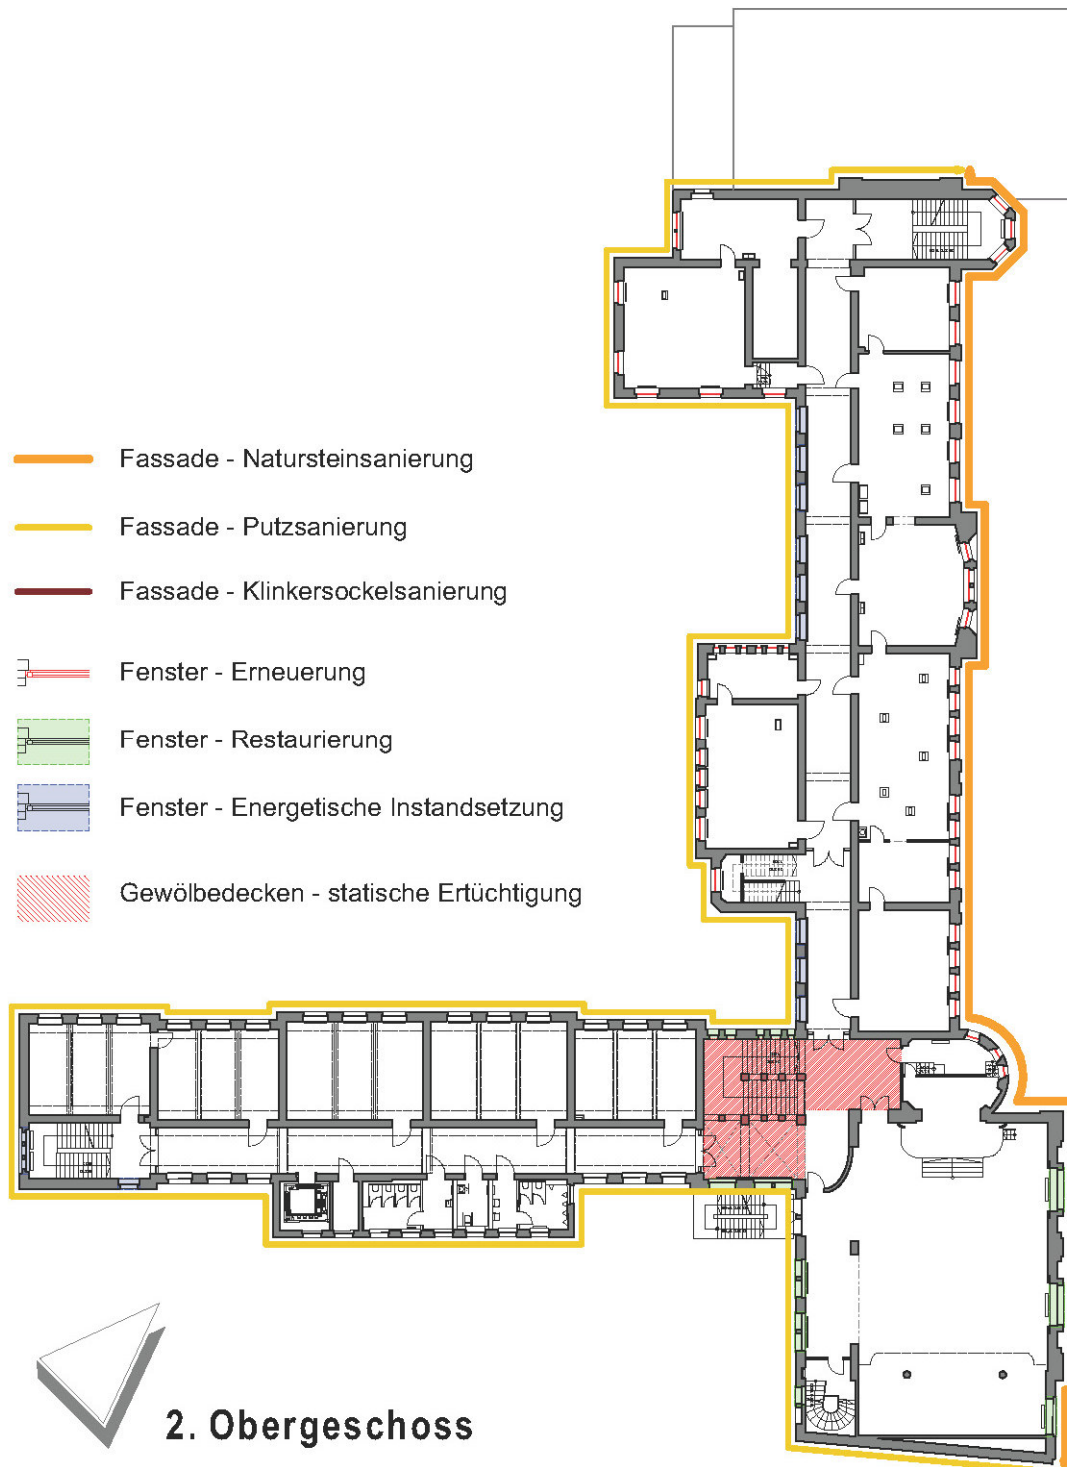 Fassade - Natursteinsanierung
Fassade - Putzsanierung
Fassade - Klinkersockelsanierung
Fenster - Erneuerung
Fenster - Restaurierung
Fenster - Energetische Instandsetzung
Gewölbedecken - statische Ertüchtigung
2. Obergeschoss